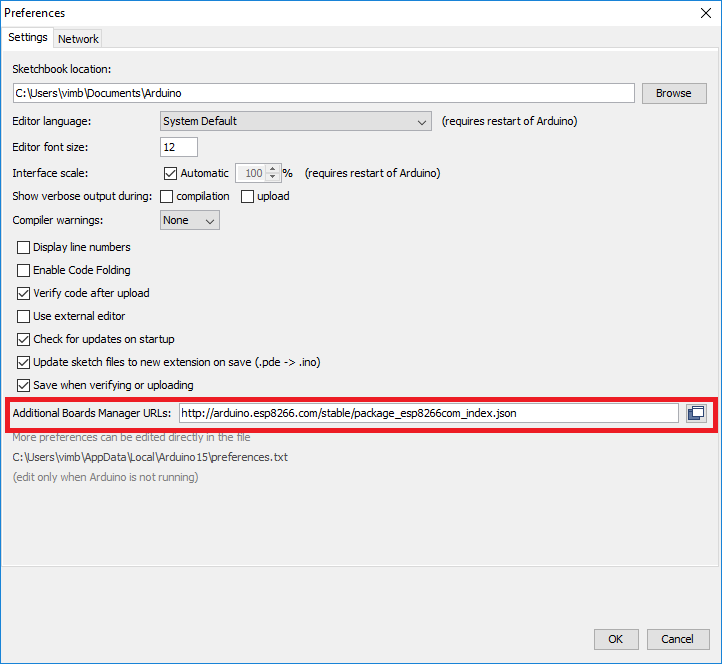 Preferences
Settings Network
Sketchbook location:
C:\Users\vimb\Documents\Arduino Browse
Editor language: System Default (requires restart of Arduino)
Editor font size: 12
Interface scale: Automatic 100 % (requires restart of Arduino)
Show verbose output during: compilation upload
Compiler warnings: None
Display line numbers
Enable Code Folding
Verify code after upload
Use external editor
Check for updates on startup
Update sketch files to new extension on save (.pde -> .ino)
Save when verifying or uploading
Additional Boards Manager URLs: http://arduino.esp8266.com/stable/package_esp8266com_index.json
More preferences can be edited directly in the file
C:\Users\vimb\AppData\Local\Arduino15\preferences.txt
(edit only when Arduino is not running)
OK Cancel